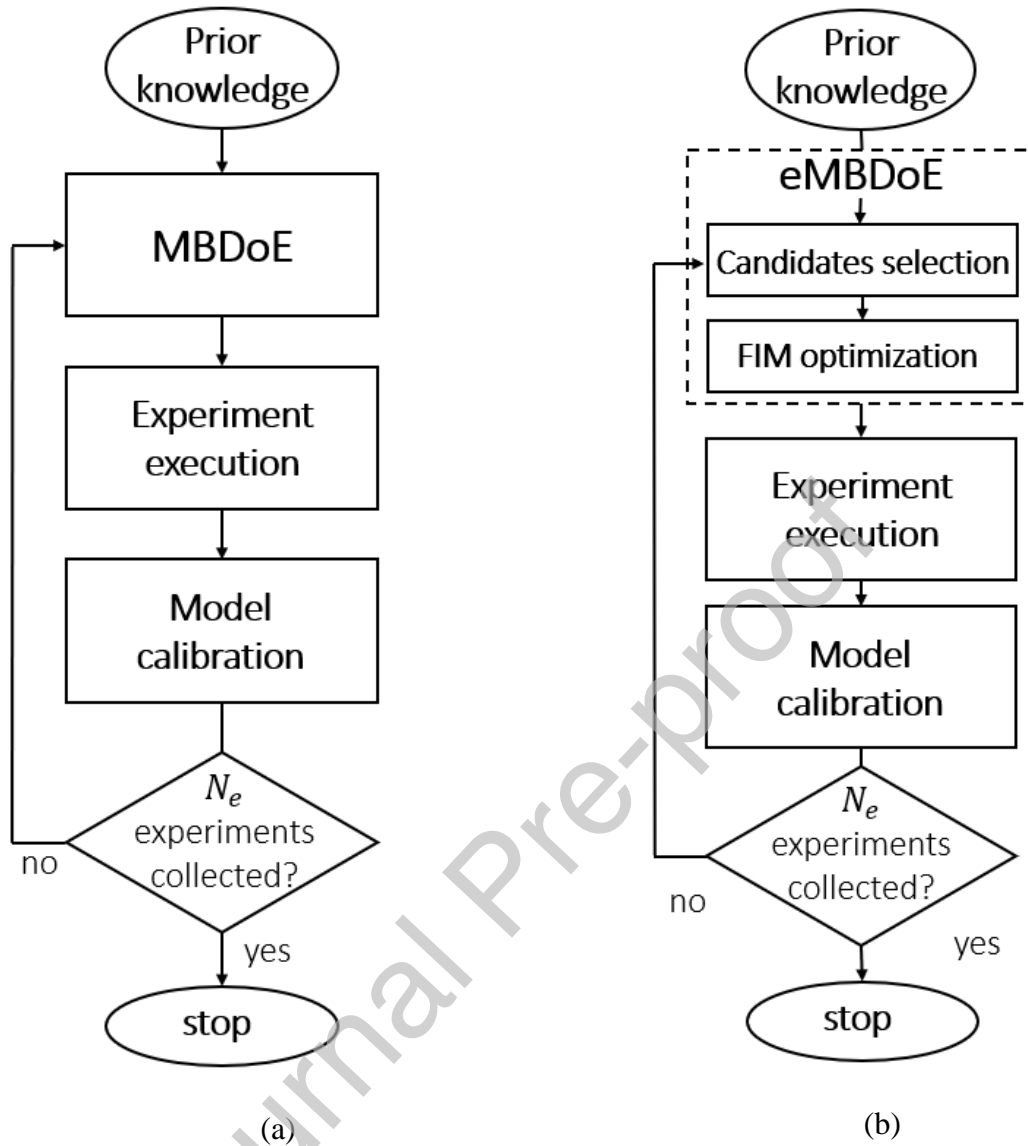 Prior
knowledge
MBDoE
Experiment
execution
Model
calibration
N_e
experiments
collected?
no
yes
stop
(a)
Prior
knowledge
eMBDoE
Candidates selection
FIM optimization
Experiment
execution
Model
calibration
N_e
experiments
collected?
no
yes
stop
(b)
urnal Pre-proof